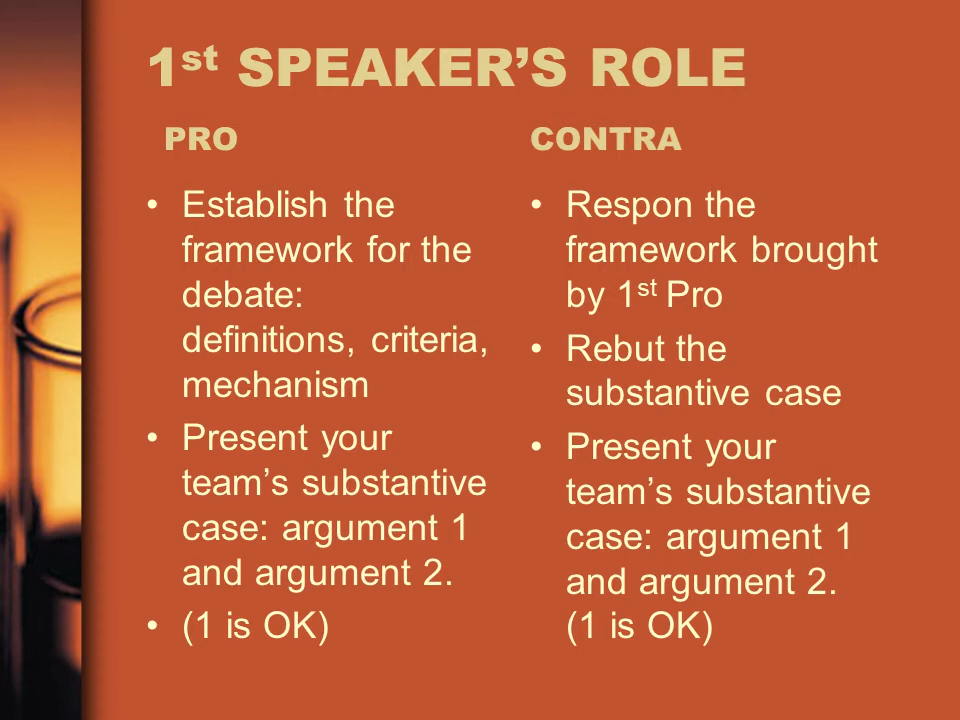 1st SPEAKER’S ROLE
PRO
• Establish the
framework for the
debate:
definitions, criteria,
mechanism
• Present your
team’s substantive
case: argument 1
and argument 2.
• (1 is OK)
CONTRA
• Respon the
framework brought
by 1st Pro
• Rebut the
substantive case
• Present your
team’s substantive
case: argument 1
and argument 2.
(1 is OK)